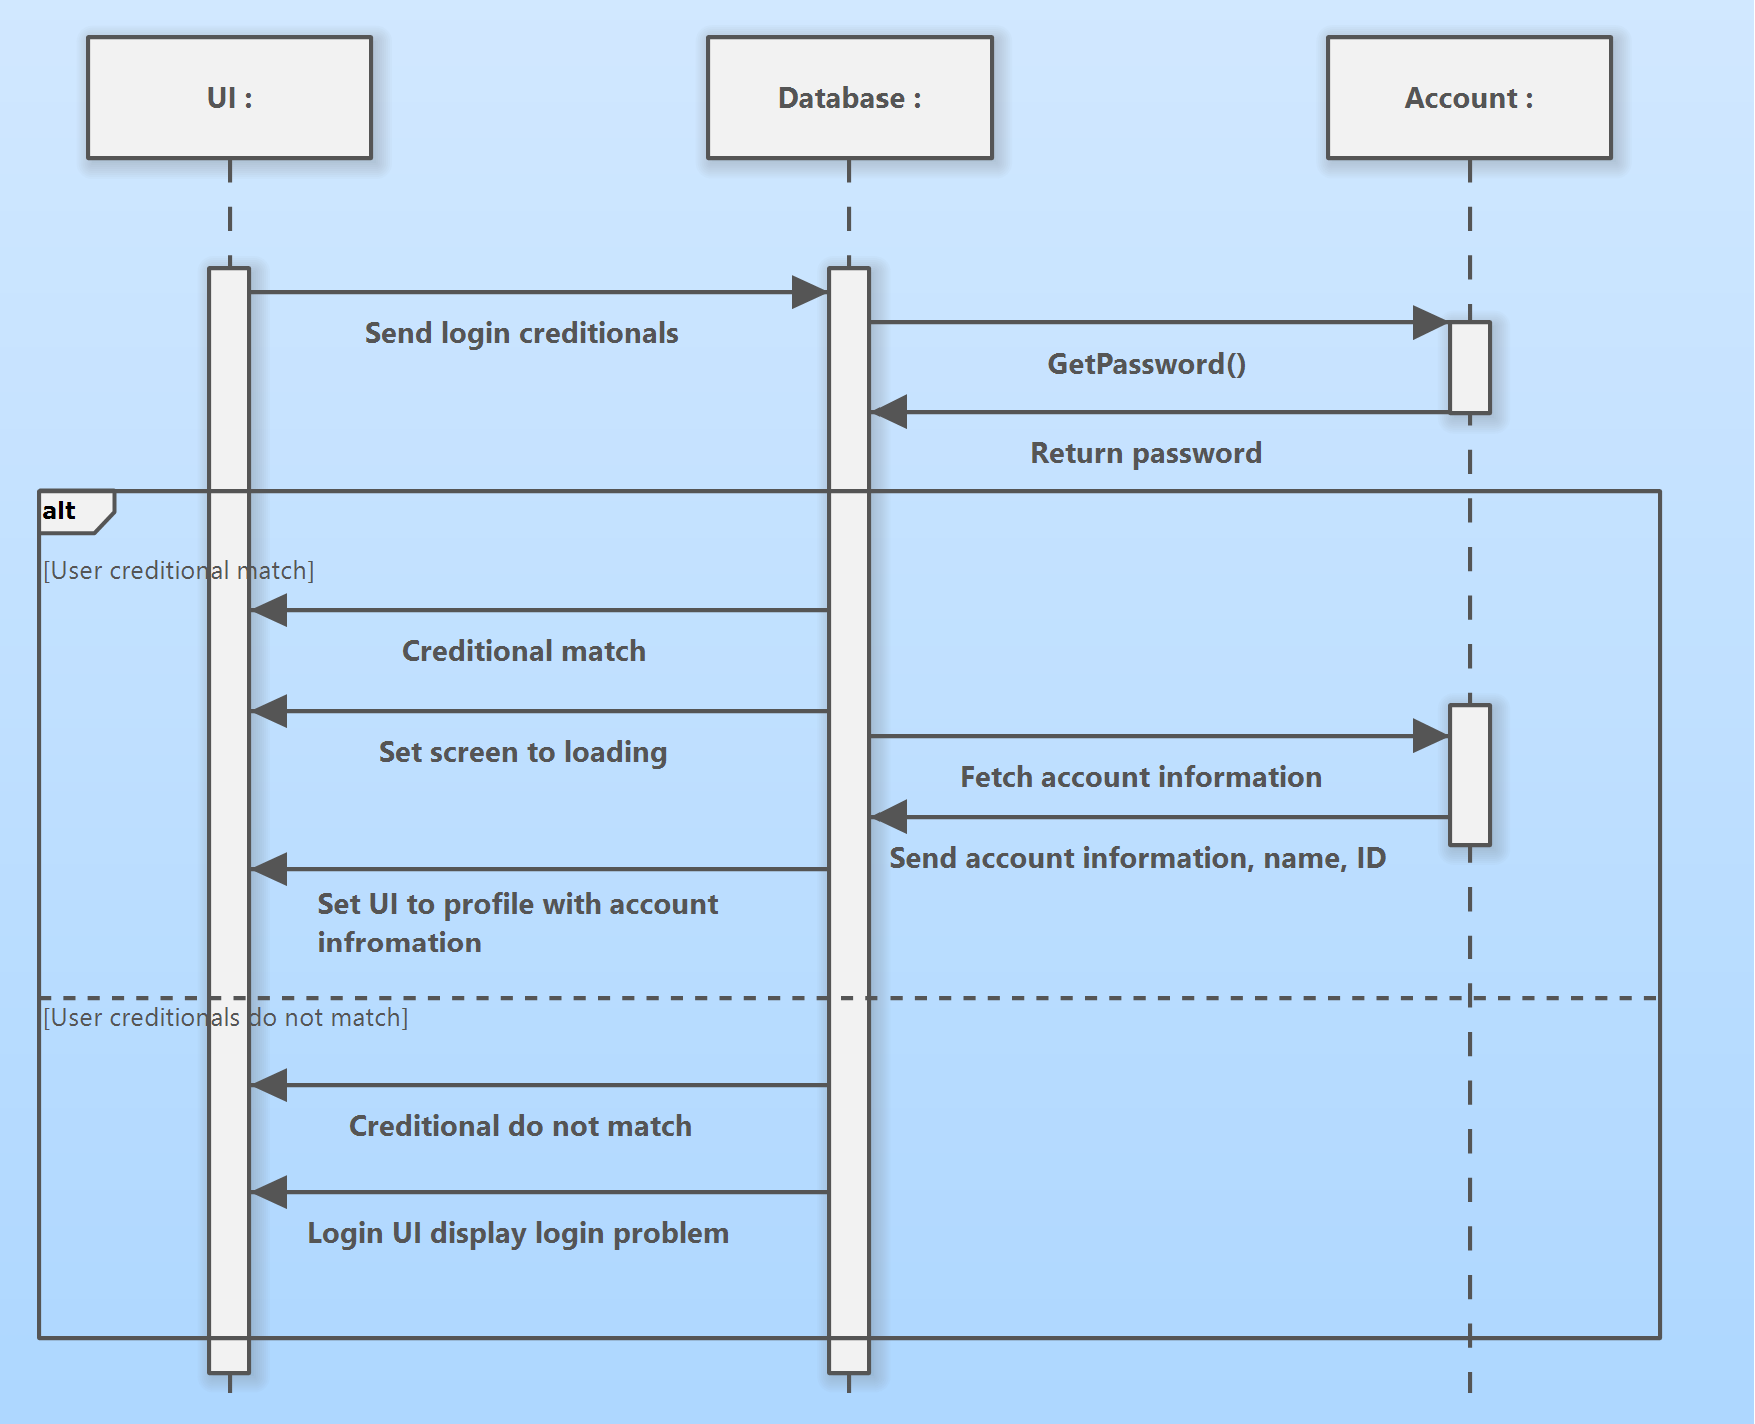 UI :
Database :
Account :
Send login creditionals
GetPassword()
Return password
alt
[User creditional match]
Creditional match
Set screen to loading
Fetch account information
Send account information, name, ID
Set UI to profile with account
infromation
[User creditionals do not match]
Creditional do not match
Login UI display login problem